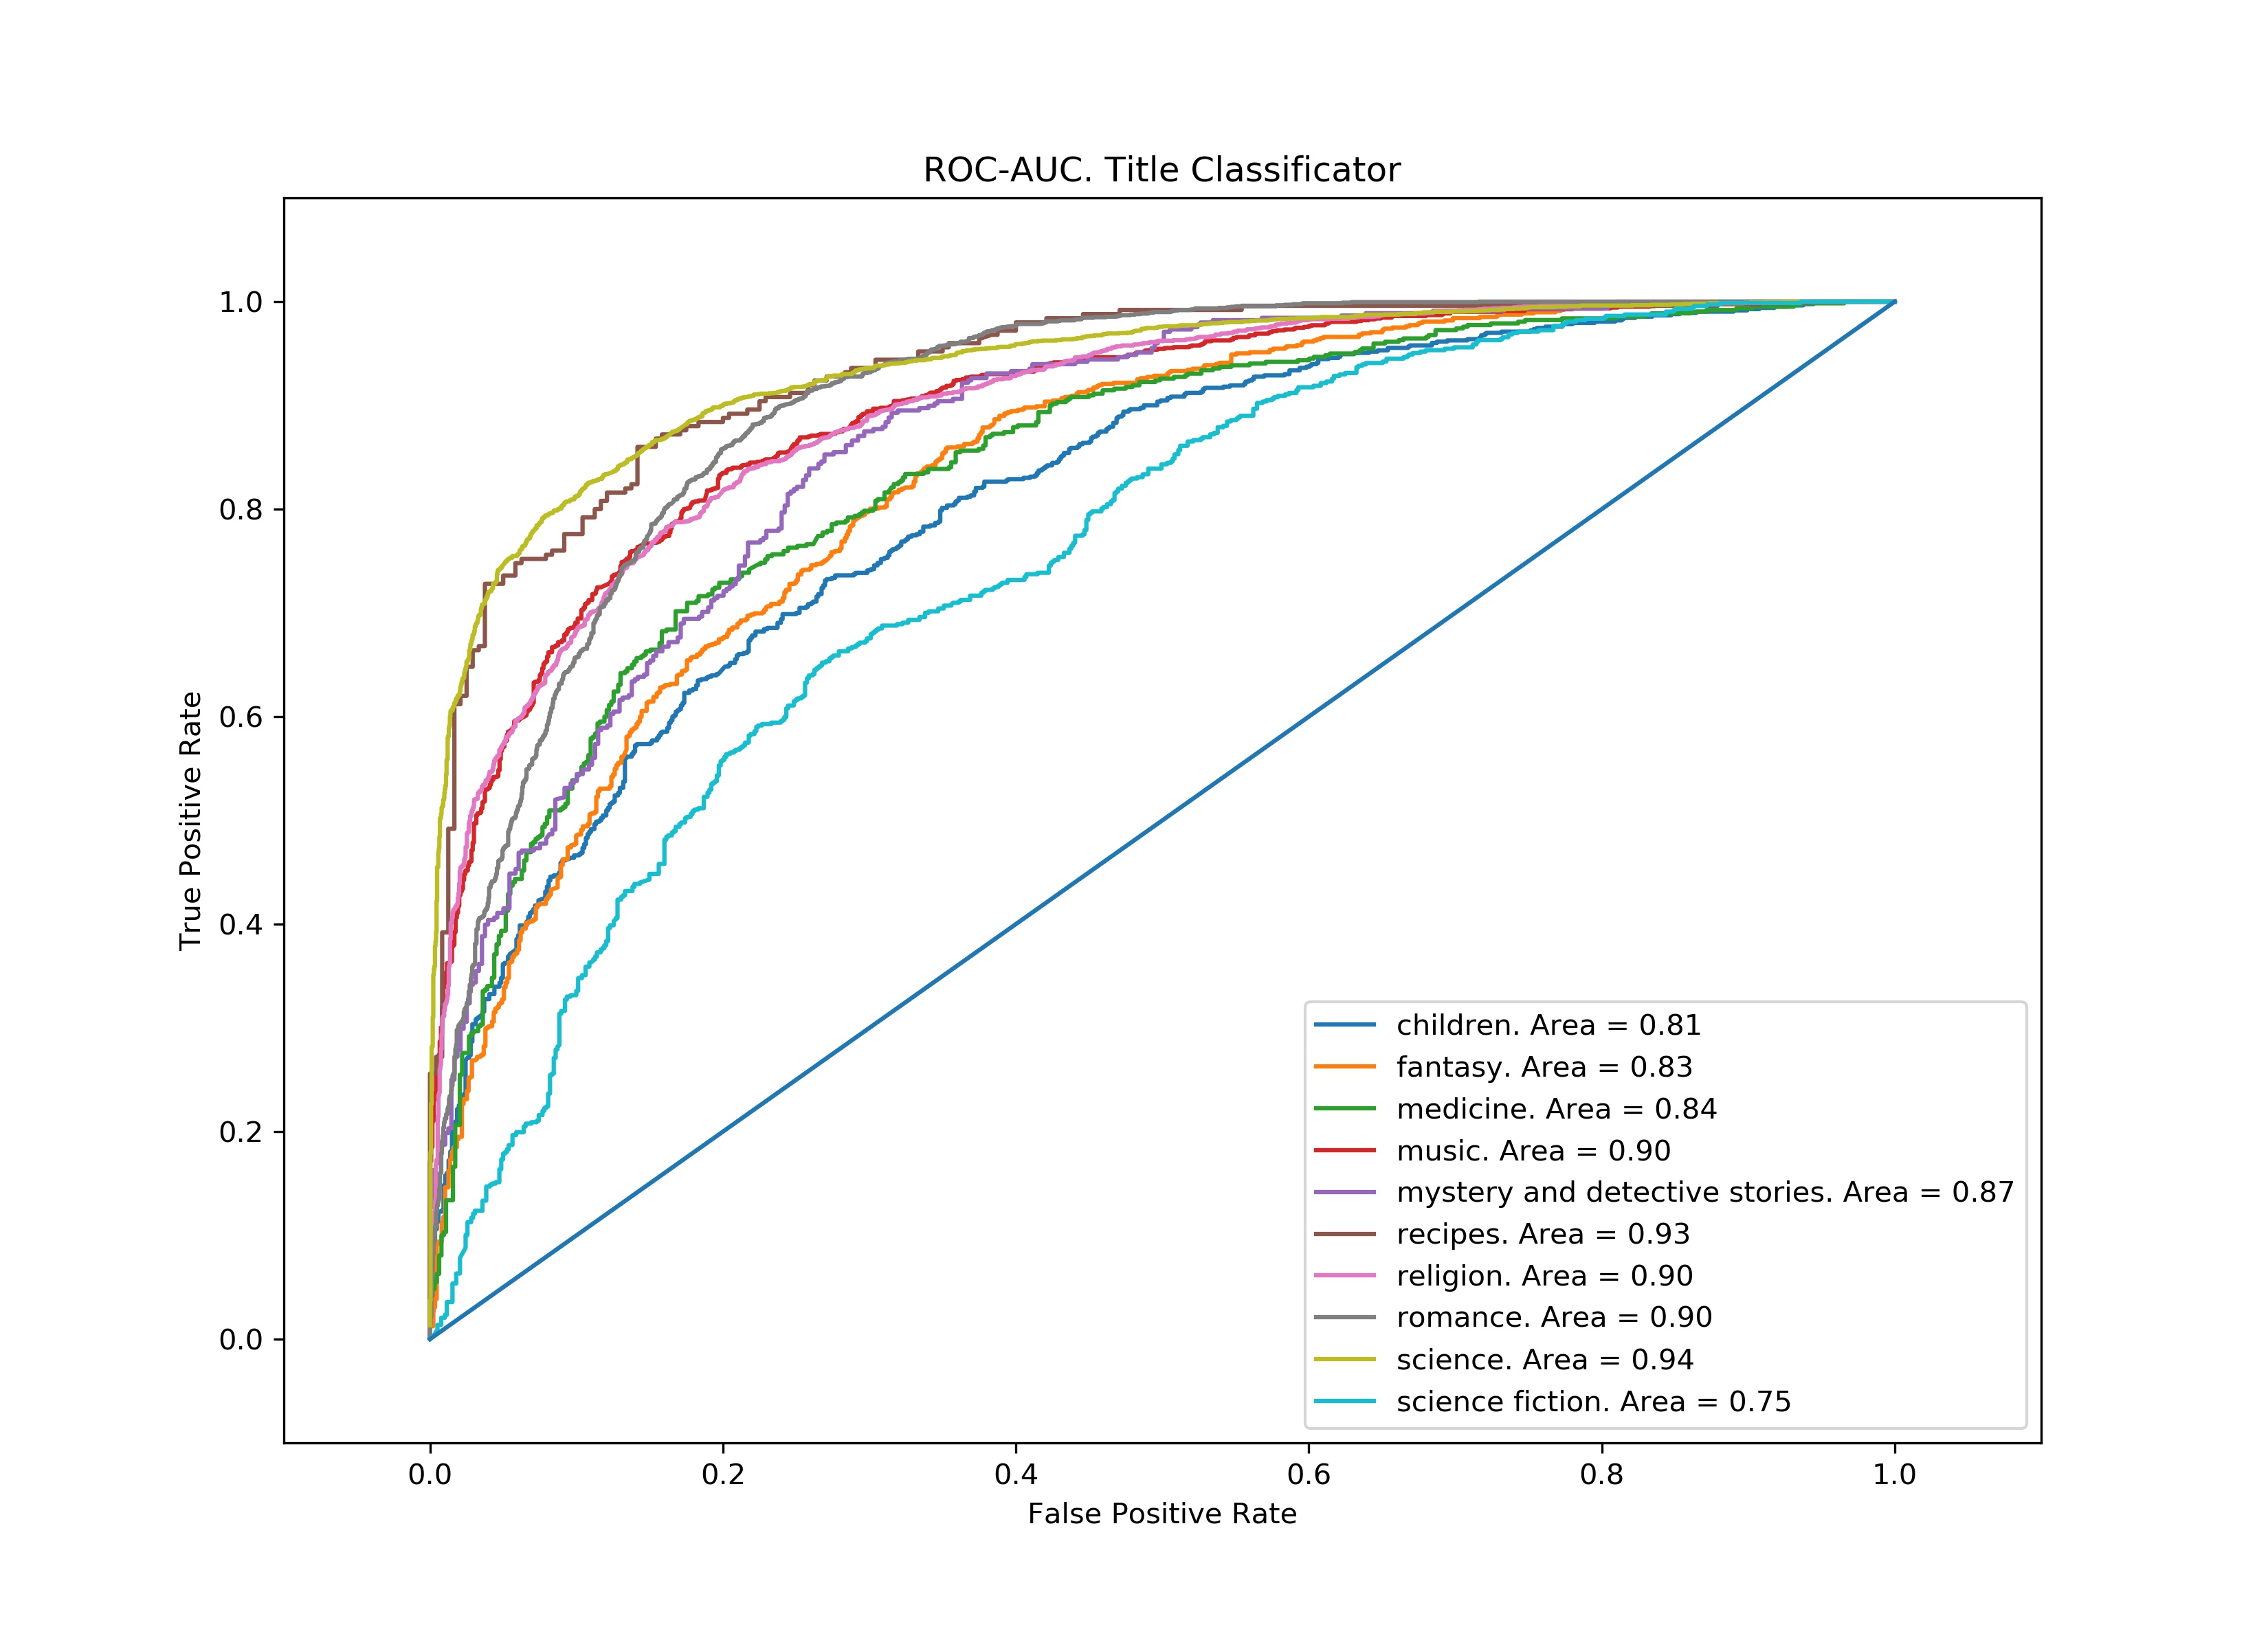 ROC-AUC. Title Classificator
True Positive Rate
1.0
0.8
0.6
0.4
0.2
0.0
children. Area = 0.81
fantasy. Area = 0.83
medicine. Area = 0.84
music. Area = 0.90
mystery and detective stories. Area = 0.87
recipes. Area = 0.93
religion. Area = 0.90
romance. Area = 0.90
science. Area = 0.94
science fiction. Area = 0.75
0.0 0.2 0.4 0.6 0.8 1.0
False Positive Rate